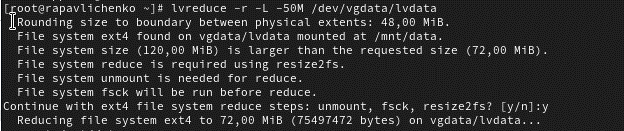 [root@rapavlichenko ~]# lvreduce -r -L -50M /dev/vgdata/lvdata
Rounding size to boundary between physical extents: 48,00 MiB.
File system ext4 found on vgdata/lvdata mounted at /mnt/data.
File system size (120,00 MiB) is larger than the requested size (72,00 MiB).
File system reduce is required using resize2fs.
File system unmount is needed for reduce.
File system fsck will be run before reduce.
Continue with ext4 file system reduce steps: unmount, fsck, resize2fs? [y/n]:y
Reducing file system ext4 to 72,00 MiB (75497472 bytes) on vgdata/lvdata...